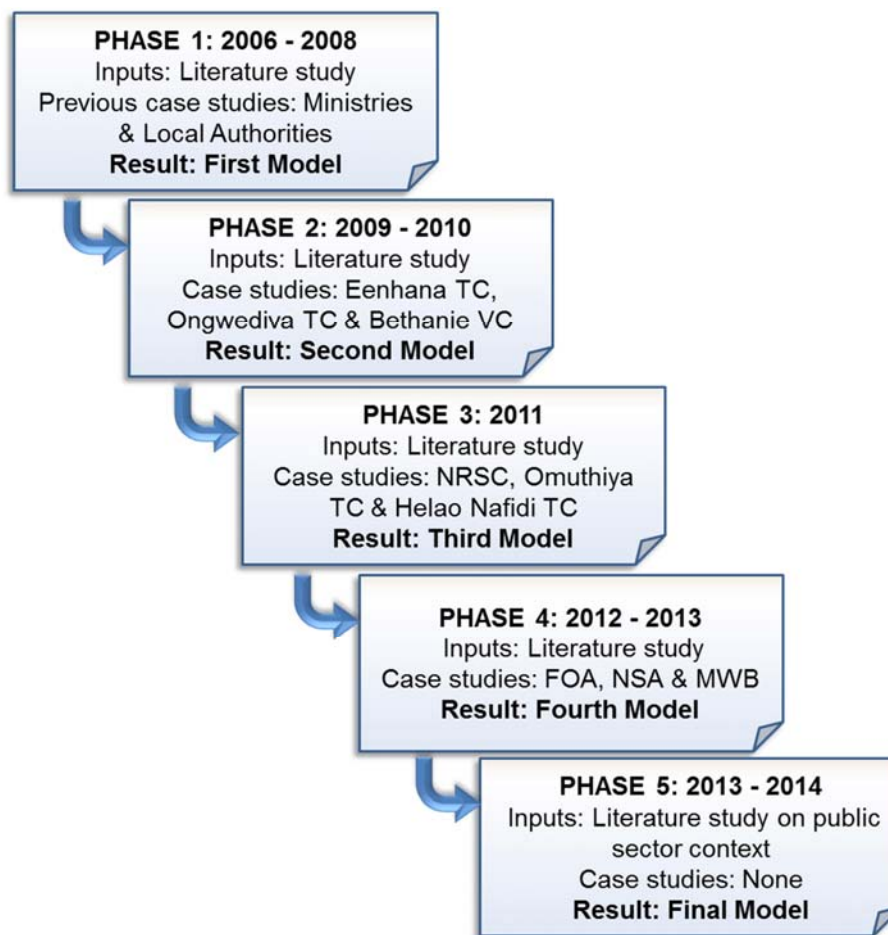 PHASE 1: 2006 - 2008
Inputs: Literature study
Previous case studies: Ministries
& Local Authorities
Result: First Model
PHASE 2: 2009 - 2010
Inputs: Literature study
Case studies: Eenhana TC,
Ongwediva TC & Bethanie VC
Result: Second Model
PHASE 3: 2011
Inputs: Literature study
Case studies: NRSC, Omuthiya
TC & Helao Nafidi TC
Result: Third Model
PHASE 4: 2012 - 2013
Inputs: Literature study
Case studies: FOA, NSA & MWB
Result: Fourth Model
PHASE 5: 2013 - 2014
Inputs: Literature study on public
sector context
Case studies: None
Result: Final Model